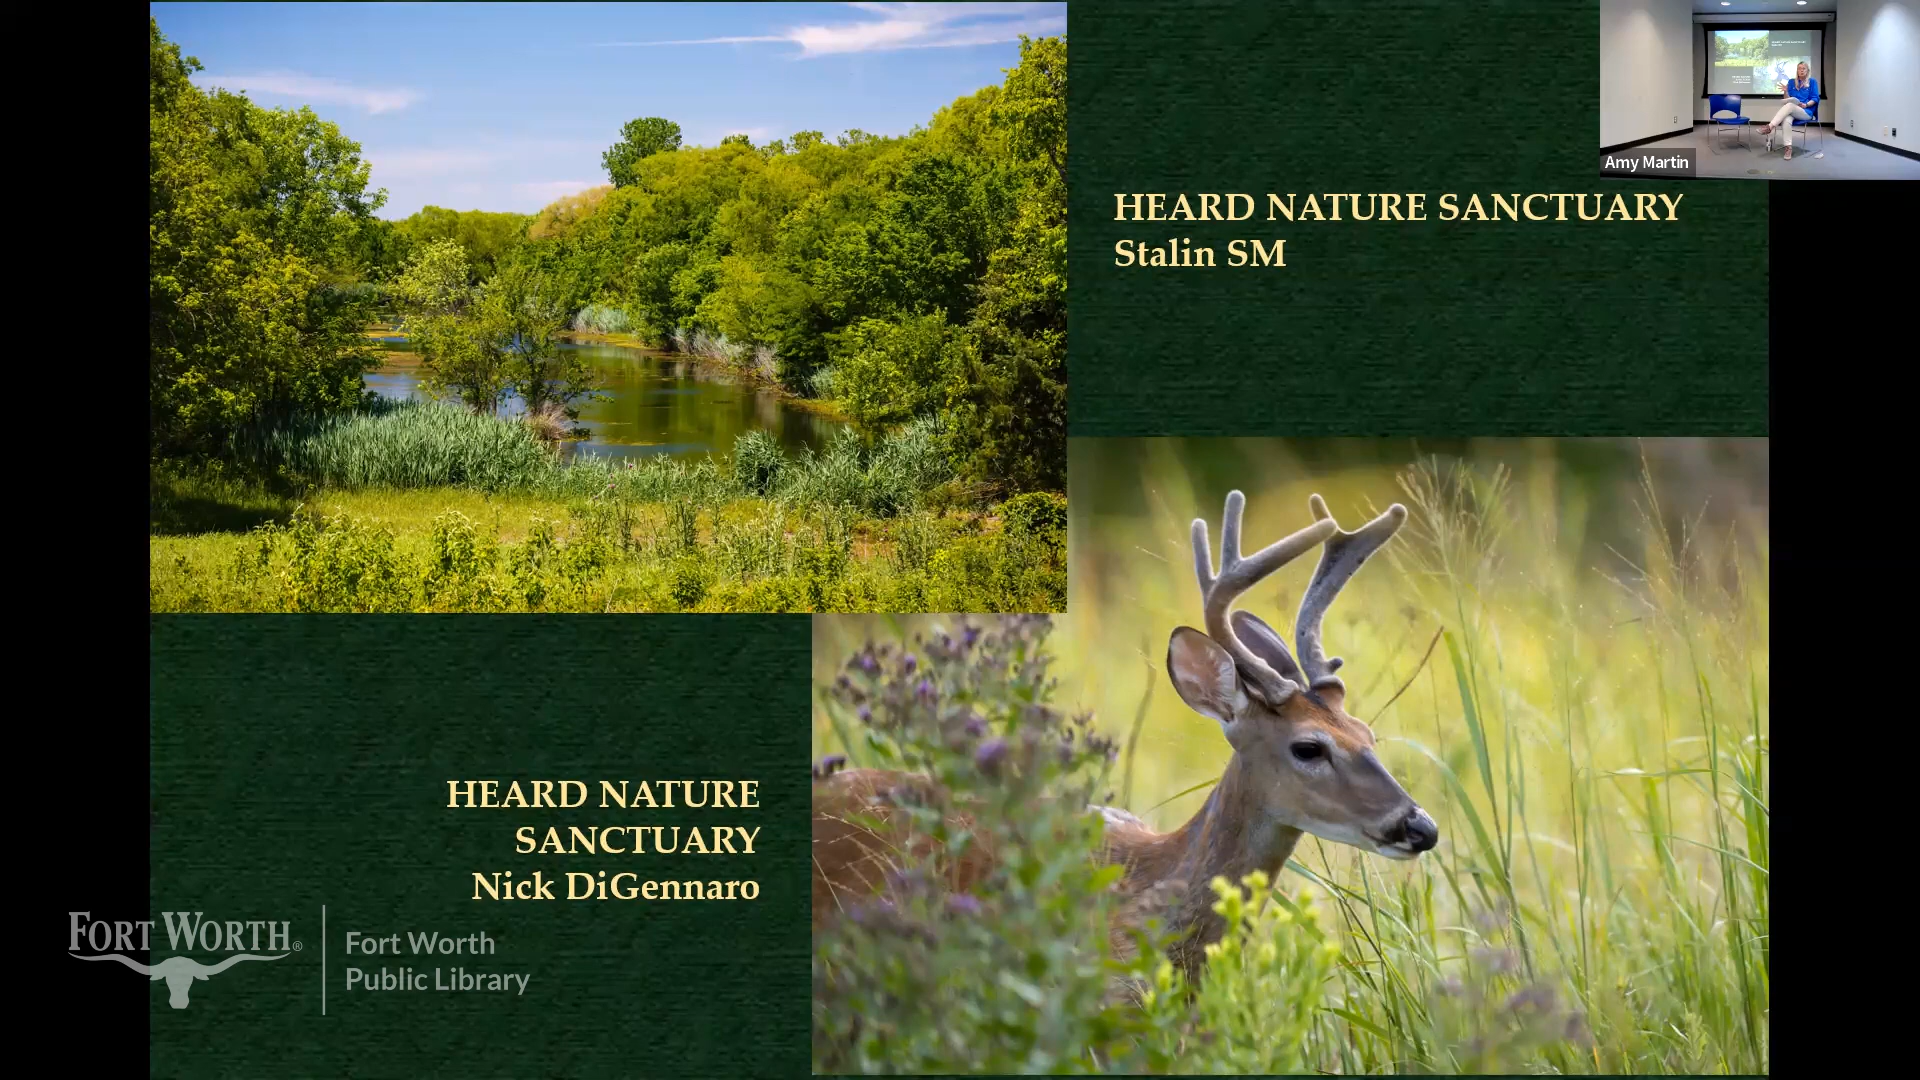 Amy Martin
HEARD NATURE SANCTUARY
Stalin SM
HEARD NATURE
SANCTUARY
Nick DiGennaro
FORT WORTH®
Fort Worth
Public Library